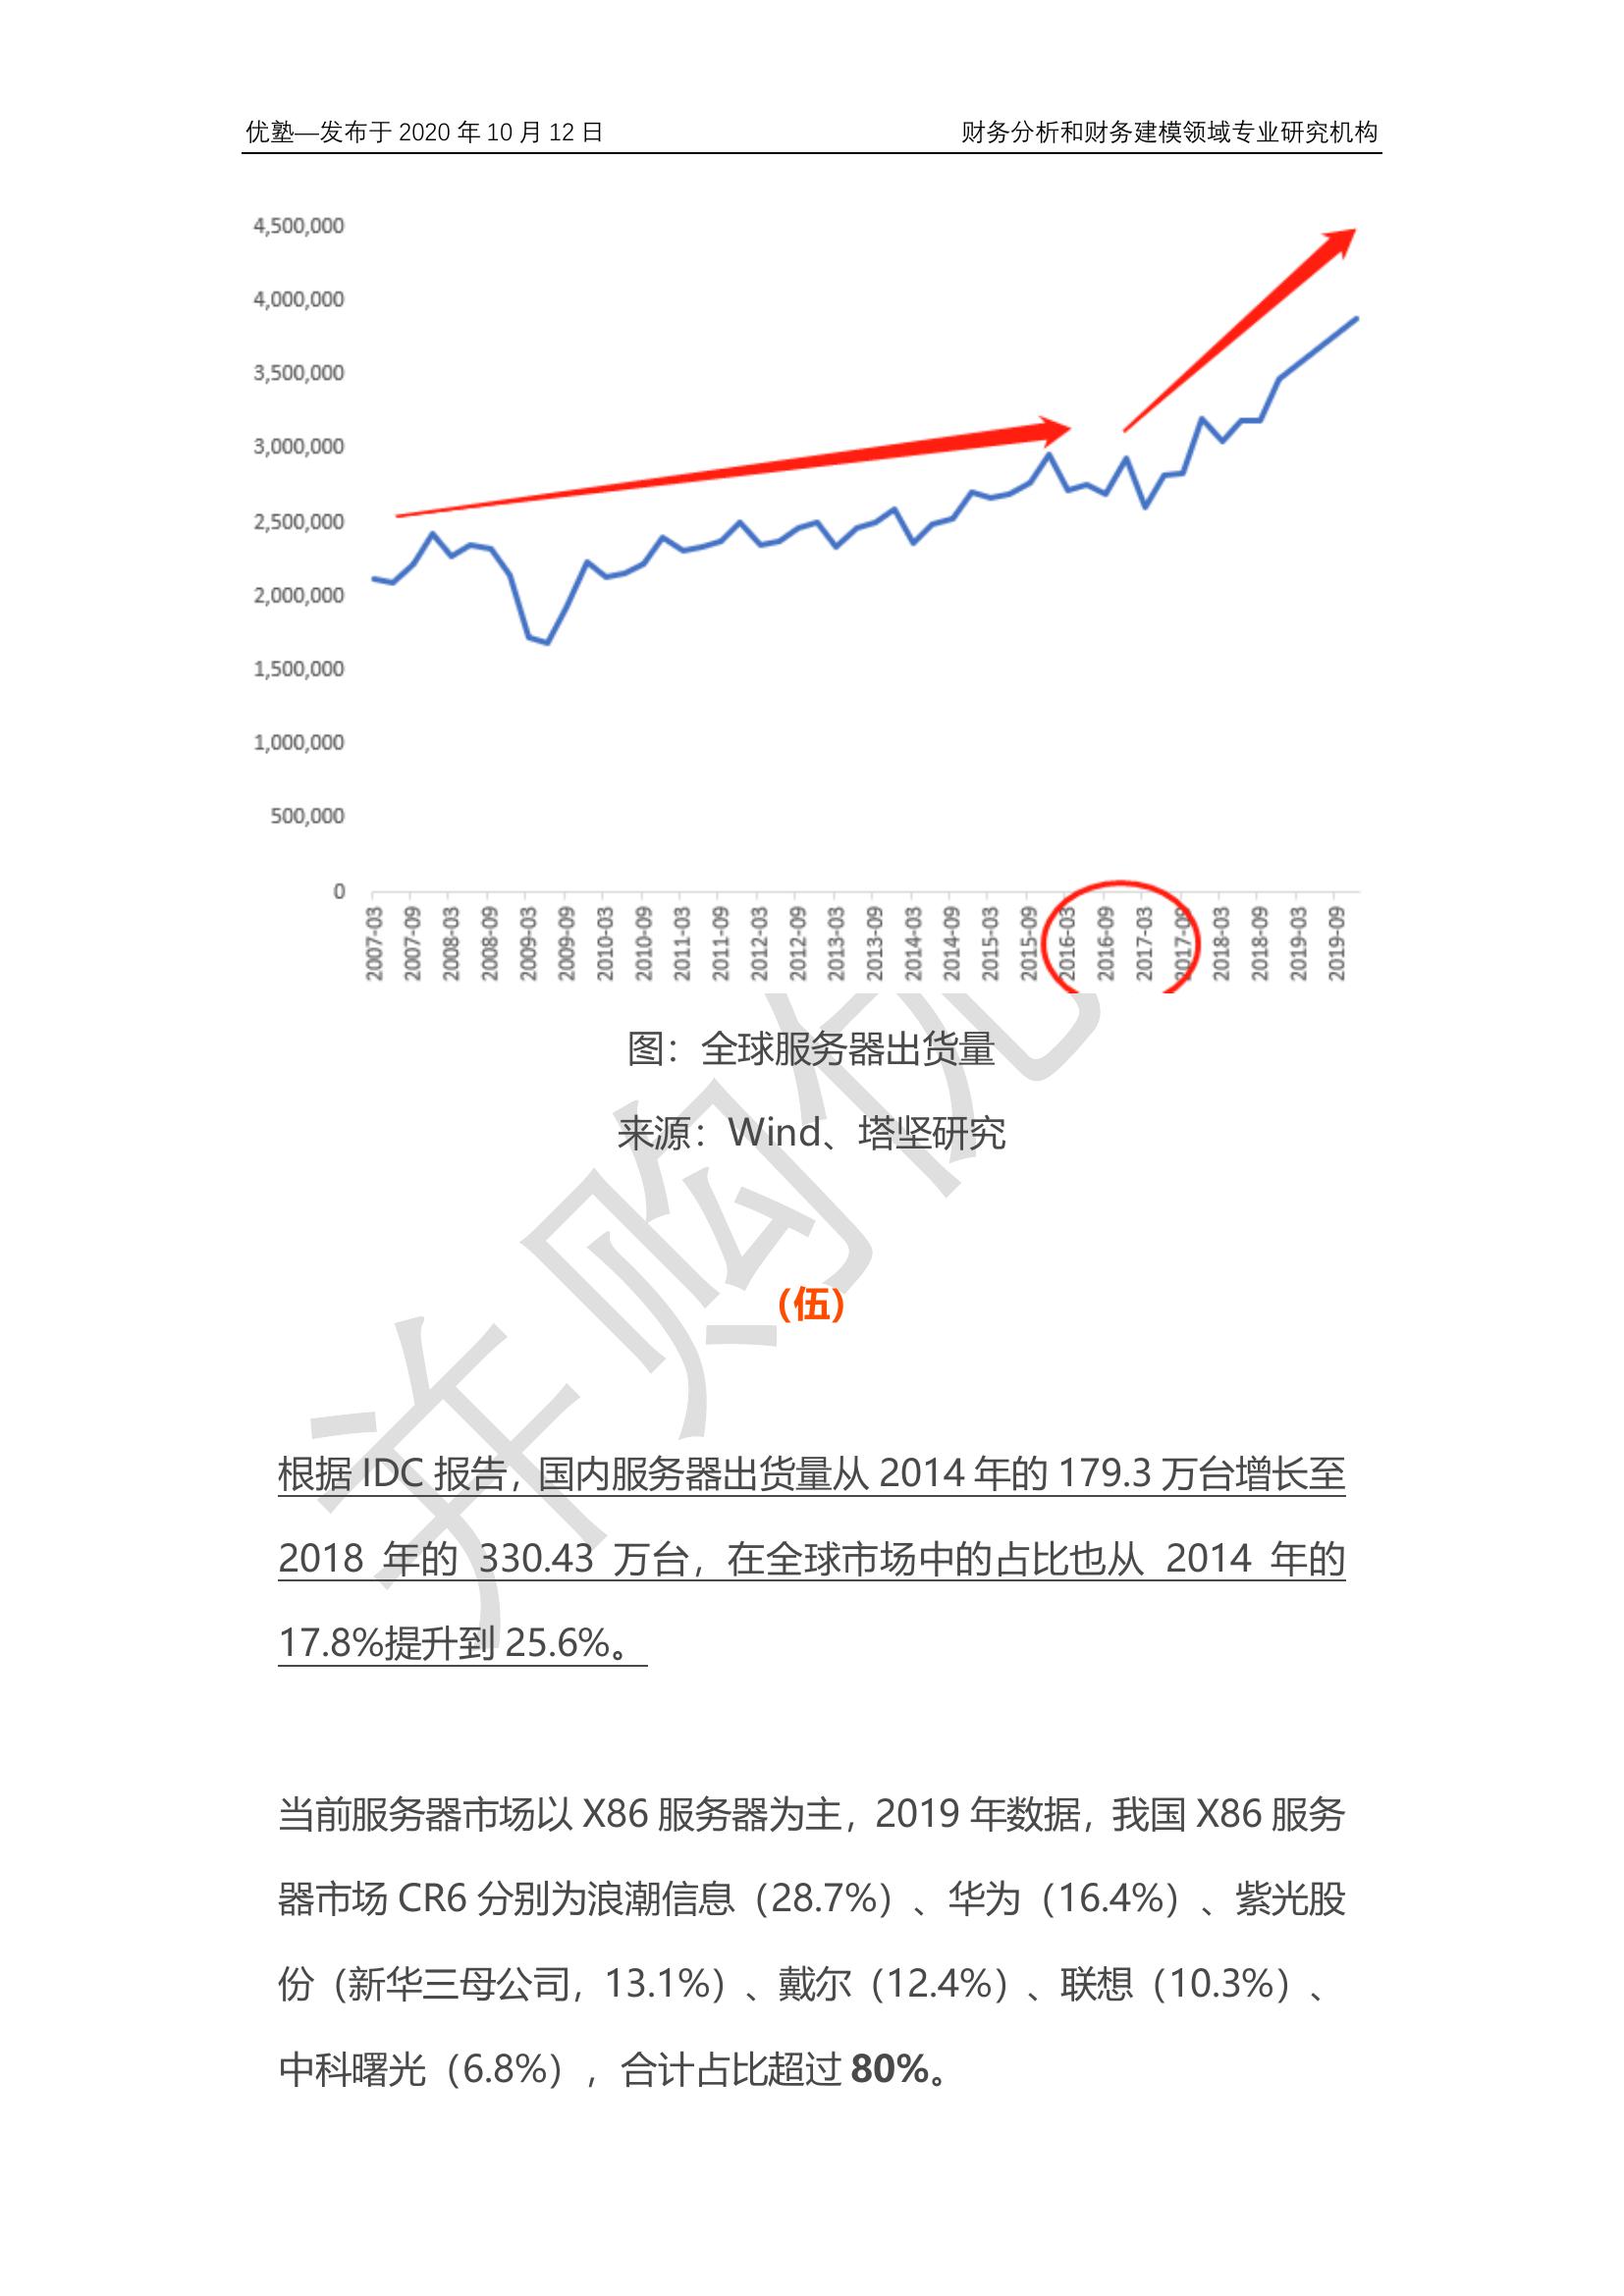 优塾—发布于 2020 年 10 月 12 日 财务分析和财务建模领域专业研究机构
4,500,000
4,000,000
3,500,000
3,000,000
2,500,000
2,000,000
1,500,000
1,000,000
500,000
0
2007-03 2007-09 2008-03 2008-09 2009-03 2009-09 2010-03 2010-09 2011-03 2011-09 2012-03 2012-09 2013-03 2013-09 2014-03 2014-09 2015-03 2015-09 2016-03 2016-09 2017-03 2017-09 2018-03 2018-09 2019-03 2019-09
图：全球服务器出货量
来源：Wind、塔坚研究
（伍）
根据 IDC 报告，国内服务器出货量从 2014 年的 179.3 万台增长至
2018 年的 330.43 万台，在全球市场中的占比也从 2014 年的
17.8%提升到 25.6%。
当前服务器市场以 X86 服务器为主，2019 年数据，我国 X86 服务
器市场 CR6 分别为浪潮信息（28.7%）、华为（16.4%）、紫光股
份（新华三母公司，13.1%）、戴尔（12.4%）、联想（10.3%）、
中科曙光（6.8%），合计占比超过 80%。
并购优